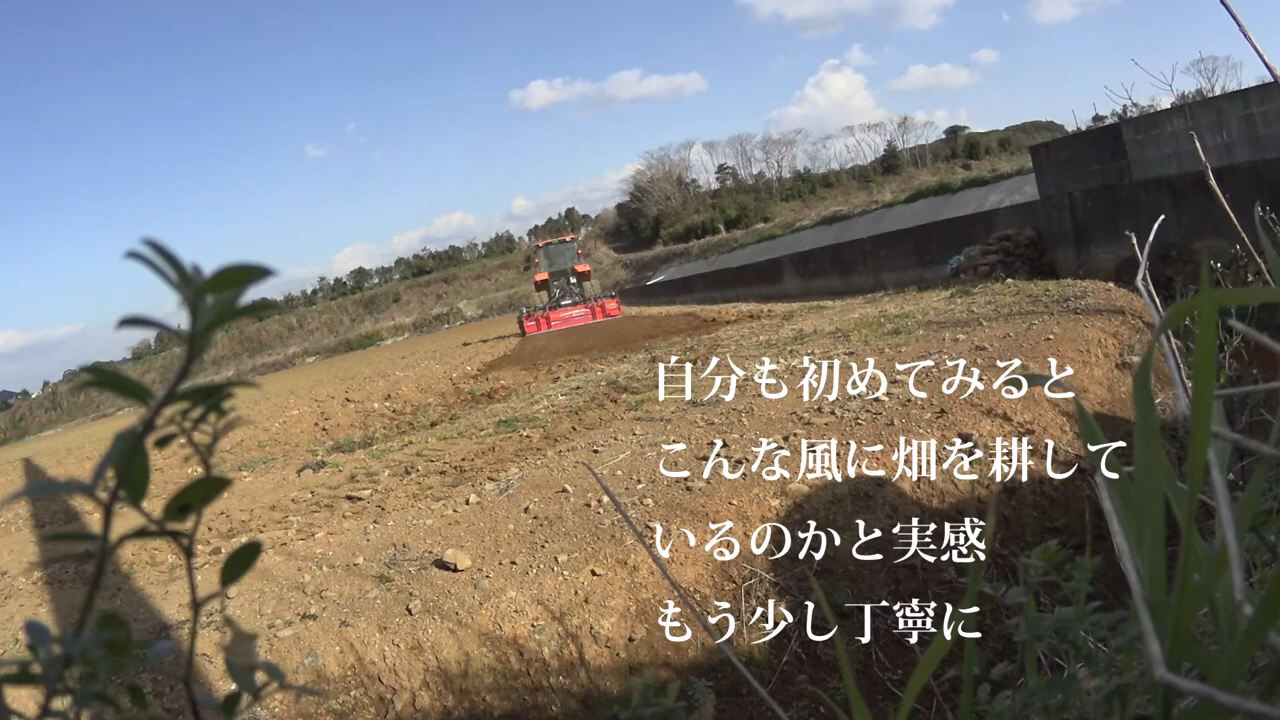 自分も初めてみると
こんな風に畑を耕して
いるのかと実感
もう少し丁寧に